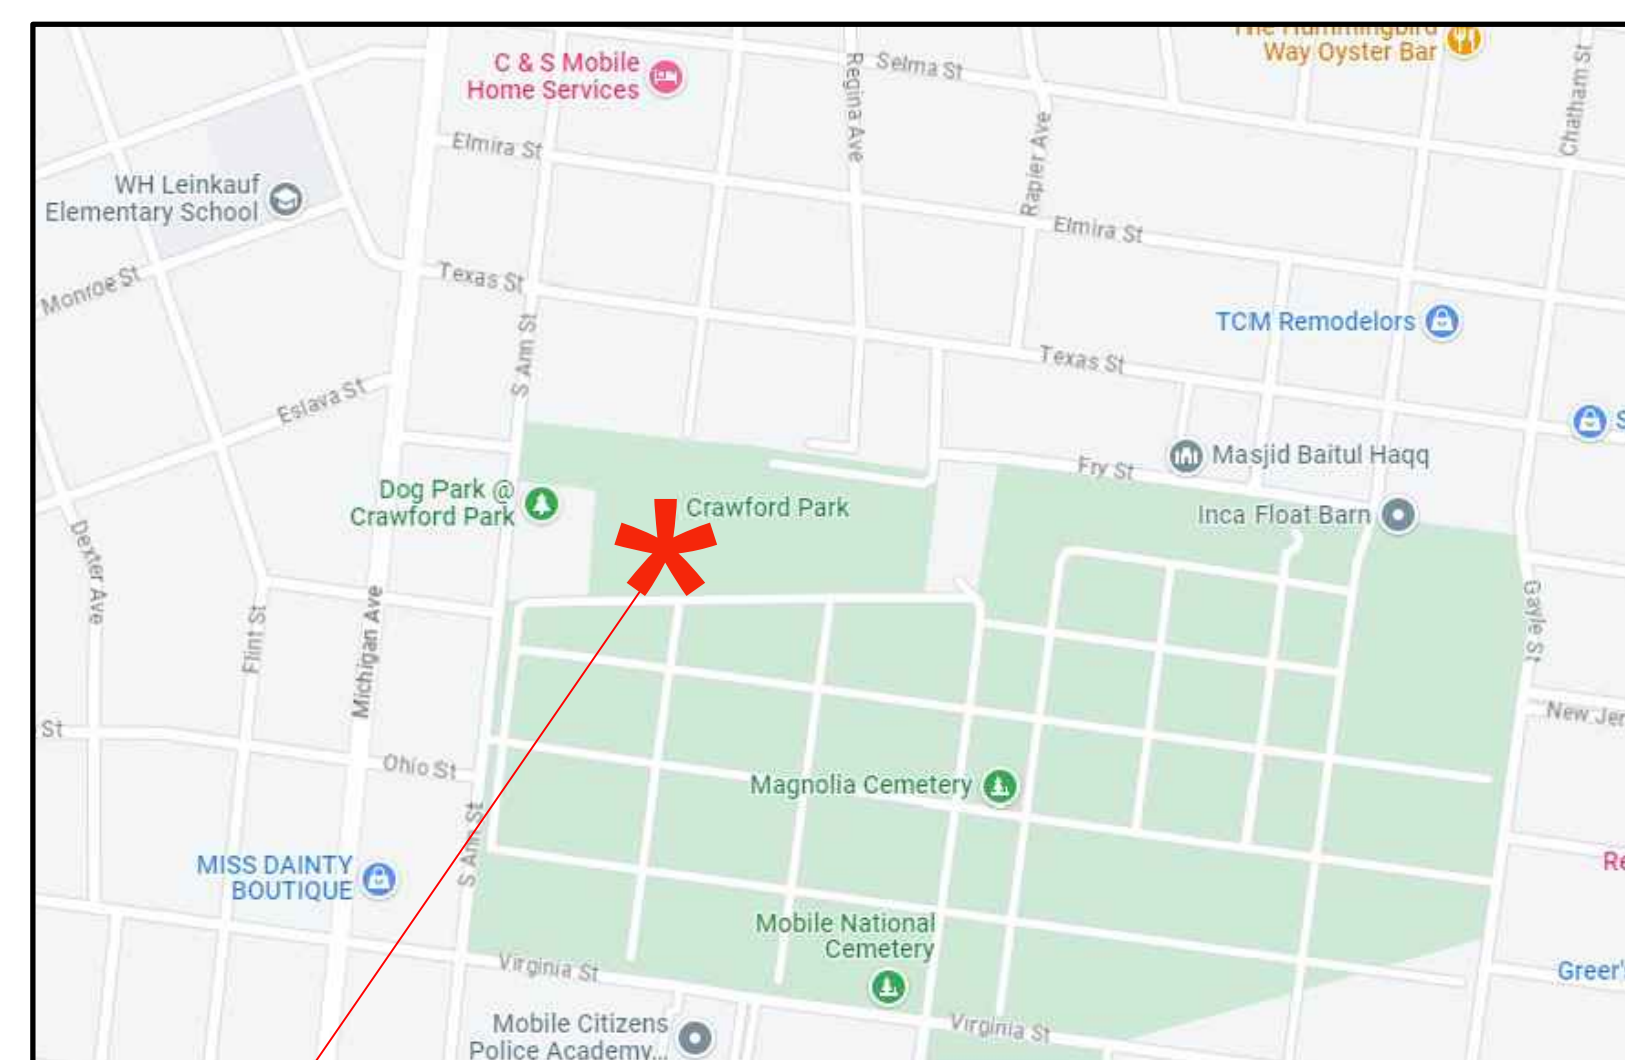 Way Oyster Bar
C & S Mobile
Home Services
Regina Ave
Selma St
Chatham St
Elmira St
Rapier Ave
WH Leinkauf
Elementary School
Elmira St
Monroe St
Texas St
TCM Remodelors
S Ann St
Texas St
Eslava St
S
Masjid Baitul Haqq
Fry St
Dog Park @
Crawford Park
Crawford Park
Inca Float Barn
Dexter Ave
Flint St
Michigan Ave
Gayle St
St
New Jer
Ohio St
Magnolia Cemetery
S Ann St
MISS DAINTY
BOUTIQUE
Re
Mobile National
Cemetery
Virginia St
Greer's
Mobile Citizens
Police Academy...
Virginia St